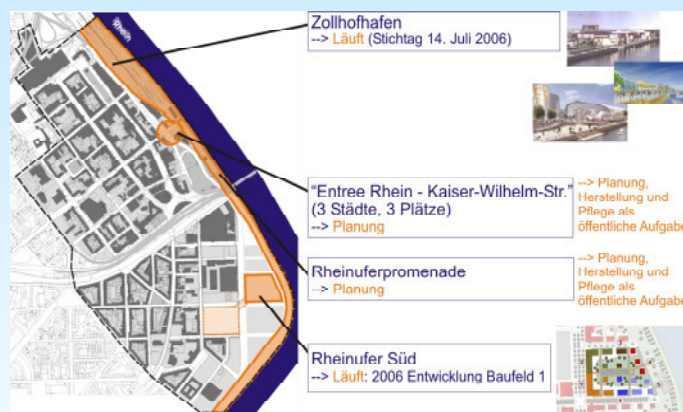 Rhein
Zollhofhafen
--> Läuft (Stichtag 14. Juli 2006)
"Entree Rhein - Kaiser-Wilhelm-Str."
(3 Städte, 3 Plätze)
--> Planung
--> Planung,
Herstellung und
Pflege als
öffentliche Aufgabe
Rheinuferpromenade
--> Planung
--> Planung,
Herstellung und
Pflege als
öffentliche Aufgabe
Rheinufer Süd
--> Läuft: 2006 Entwicklung Baufeld 1